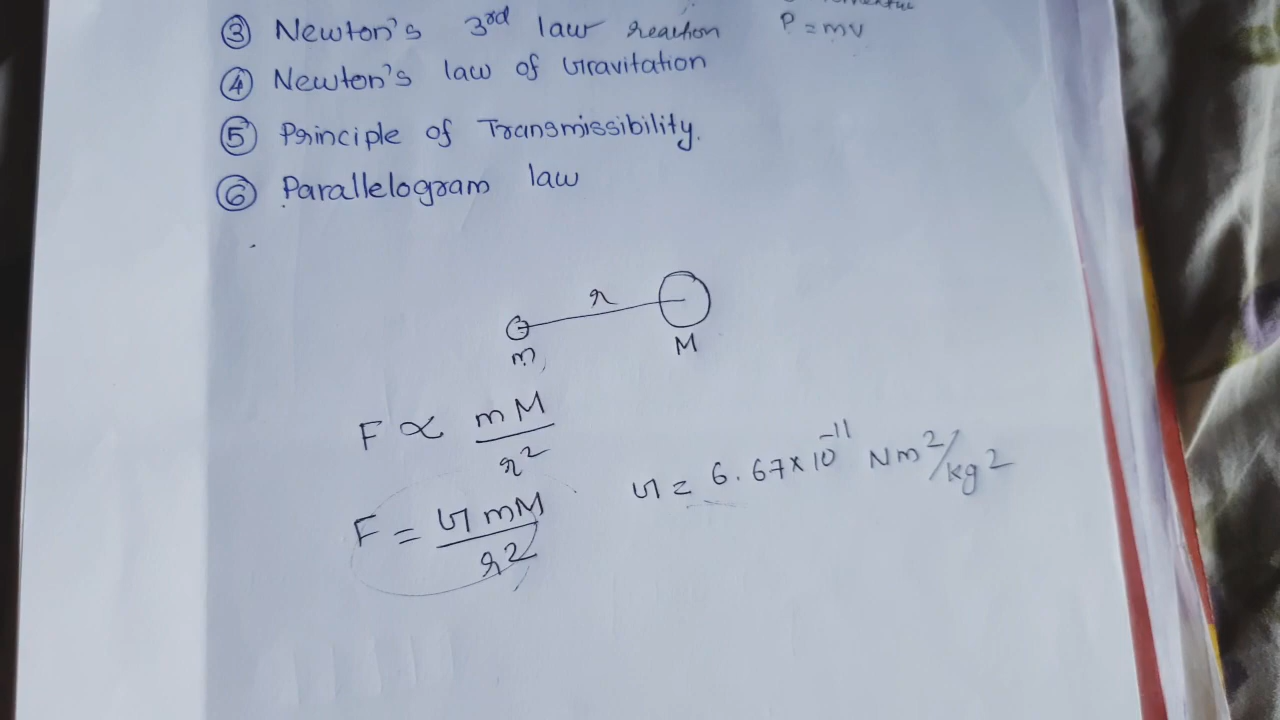 ③ Newton's 3rd law reaction P = mv
④ Newton's law of Gravitation
⑤ Principle of Transmissibility.
⑥ Parallelogram law
r
m
M
F ∝ mM / r²
F = G mM / r²
G = 6.67 × 10⁻¹¹ Nm²/kg²